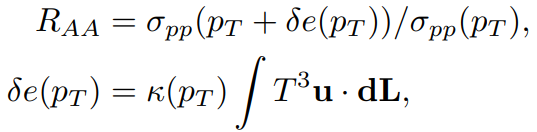 R_{AA} = σ_{pp}(p_T + δe(p_T))/σ_{pp}(p_T),
δe(p_T) = κ(p_T) ∫ T^3 **u** · **dL**,